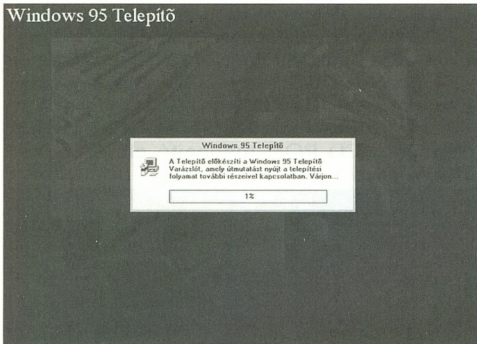 Windows 95 Telepítõ
Windows 95 Telepítõ
A Telepítõ elõkészíti a Windows 95 Telepítõ
Varázslót, amely útmutatást nyújt a telepítési
folyamat további részeivel kapcsolatban. Várjon...
1%